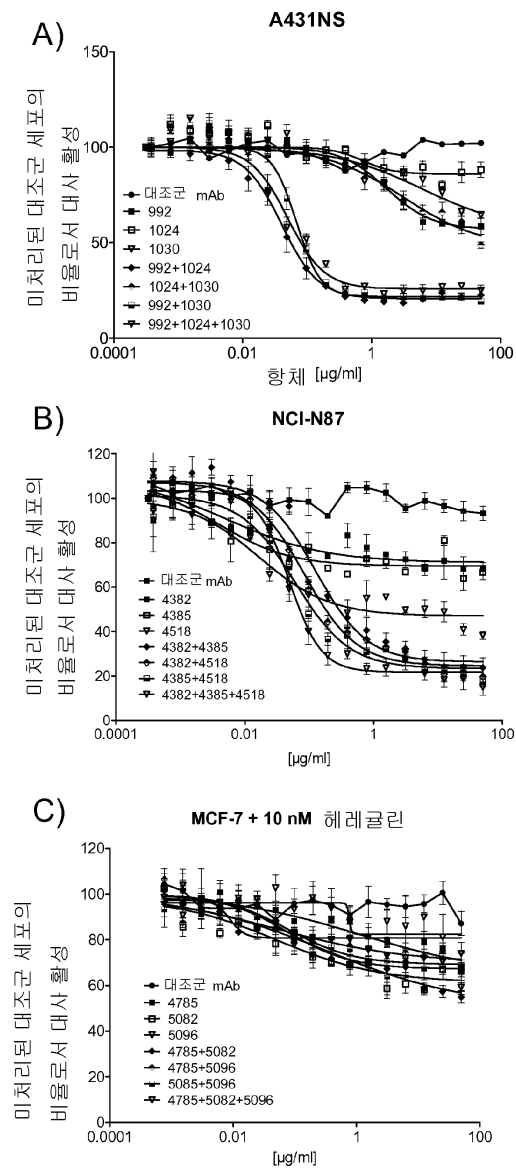 A)
A431NS
미처리된 대조군 세포의
비율로서 대사 활성
150
100
50
0
대조군 mAb
992
1024
1030
992+1024
1024+1030
992+1030
992+1024+1030
0.0001
0.01
1
100
항체 [µg/ml]
B)
NCI-N87
미처리된 대조군 세포의
비율로서 대사 활성
120
100
80
60
40
20
0
대조군 mAb
4382
4385
4518
4382+4385
4382+4518
4385+4518
4382+4385+4518
0.0001
0.01
1
100
[µg/ml]
C)
MCF-7 + 10 nM 헤레귤린
미처리된 대조군 세포의
비율로서 대사 활성
120
100
80
60
40
20
0
대조군 mAb
4785
5082
5096
4785+5082
4785+5096
5085+5096
4785+5082+5096
0.0001
0.01
1
100
[µg/ml]